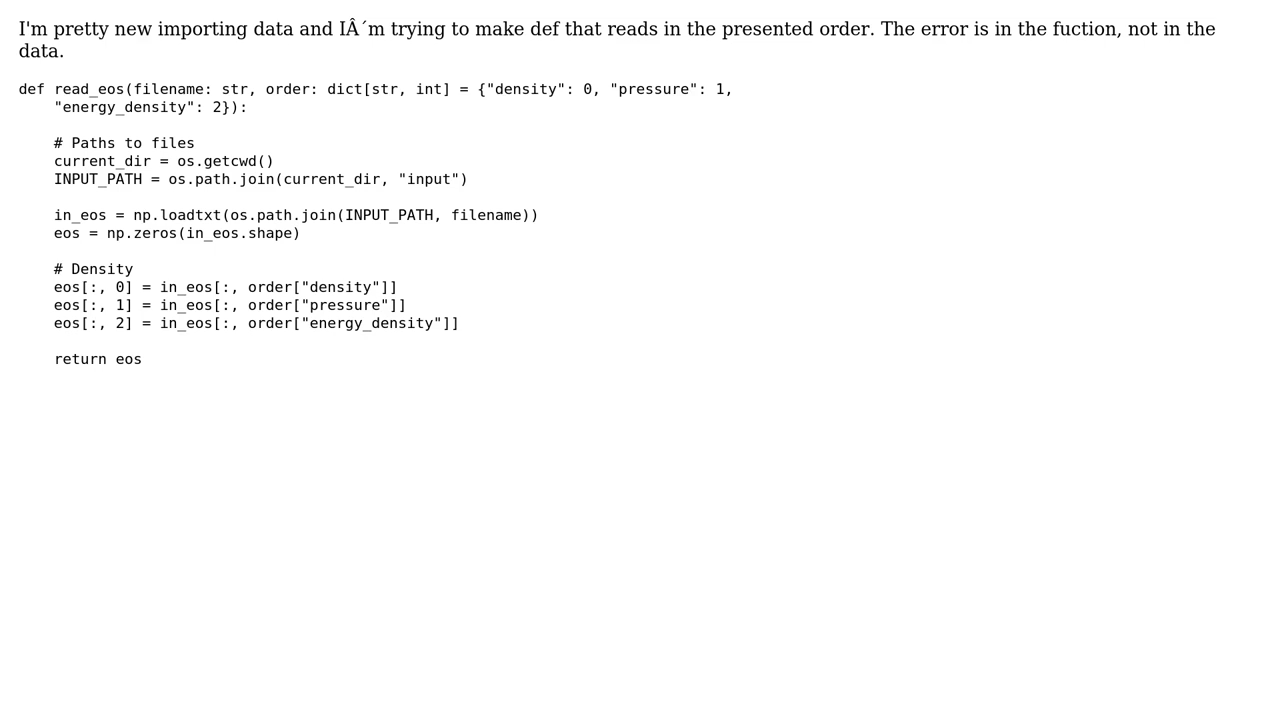 I'm pretty new importing data and IÂ´m trying to make def that reads in the presented order. The error is in the fuction, not in the
data.
def read_eos(filename: str, order: dict[str, int] = {"density": 0, "pressure": 1,
    "energy_density": 2}):
    # Paths to files
    current_dir = os.getcwd()
    INPUT_PATH = os.path.join(current_dir, "input")
    in_eos = np.loadtxt(os.path.join(INPUT_PATH, filename))
    eos = np.zeros(in_eos.shape)
    # Density
    eos[:, 0] = in_eos[:, order["density"]]
    eos[:, 1] = in_eos[:, order["pressure"]]
    eos[:, 2] = in_eos[:, order["energy_density"]]
    return eos